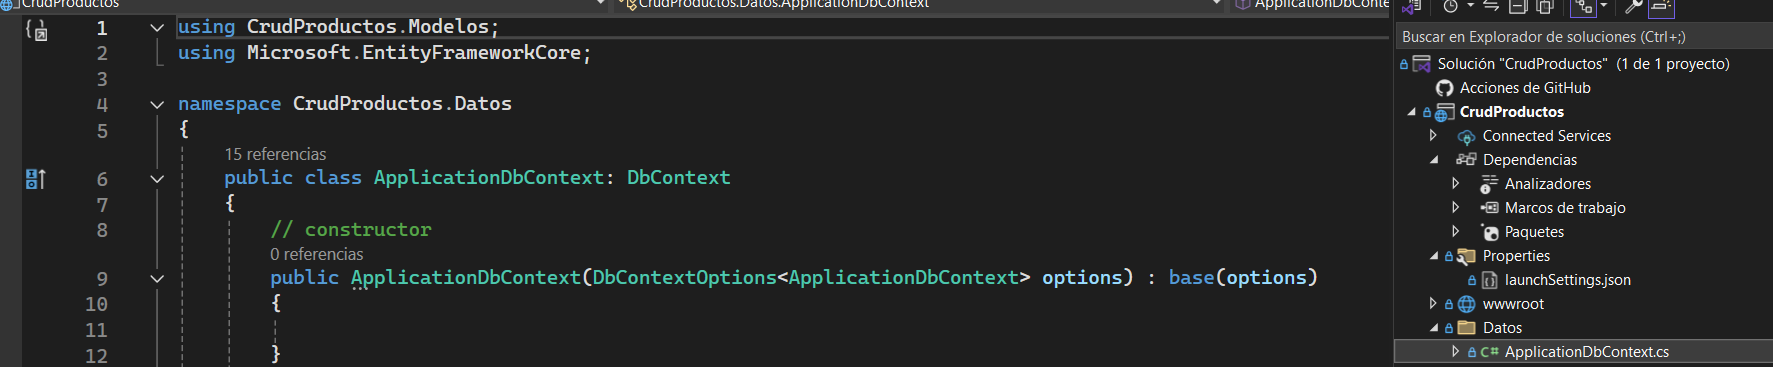 CrudProductos
CrudProductos.Datos.ApplicationDbContext
ApplicationDbConte
1 using CrudProductos.Modelos;
2 using Microsoft.EntityFrameworkCore;
3
4 namespace CrudProductos.Datos
5 {
15 referencias
6 public class ApplicationDbContext: DbContext
7 {
8 // constructor
0 referencias
9 public ApplicationDbContext(DbContextOptions<ApplicationDbContext> options) : base(options)
10 {
11
12 }
Buscar en Explorador de soluciones (Ctrl+;)
Solución "CrudProductos" (1 de 1 proyecto)
Acciones de GitHub
CrudProductos
Connected Services
Dependencias
Analizadores
Marcos de trabajo
Paquetes
Properties
launchSettings.json
wwwroot
Datos
C# ApplicationDbContext.cs